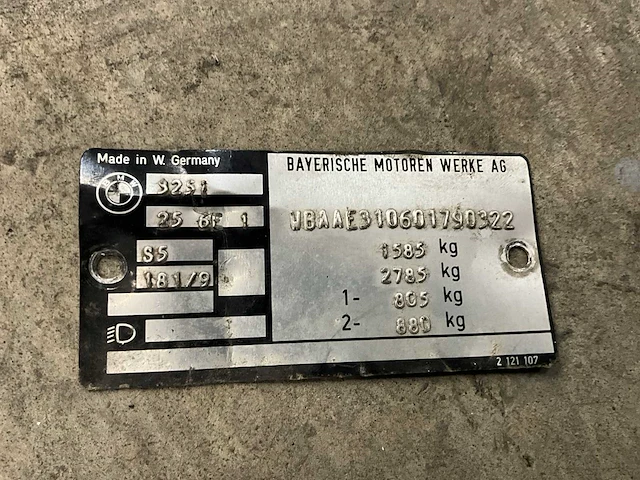 Made in W. Germany
BMW
325i
25 6F 1
S5
181/9
BAYERISCHE MOTOREN WERKE AG
WBAAE310601790322
1585 kg
2785 kg
1- 805 kg
2- 880 kg
2 121 107